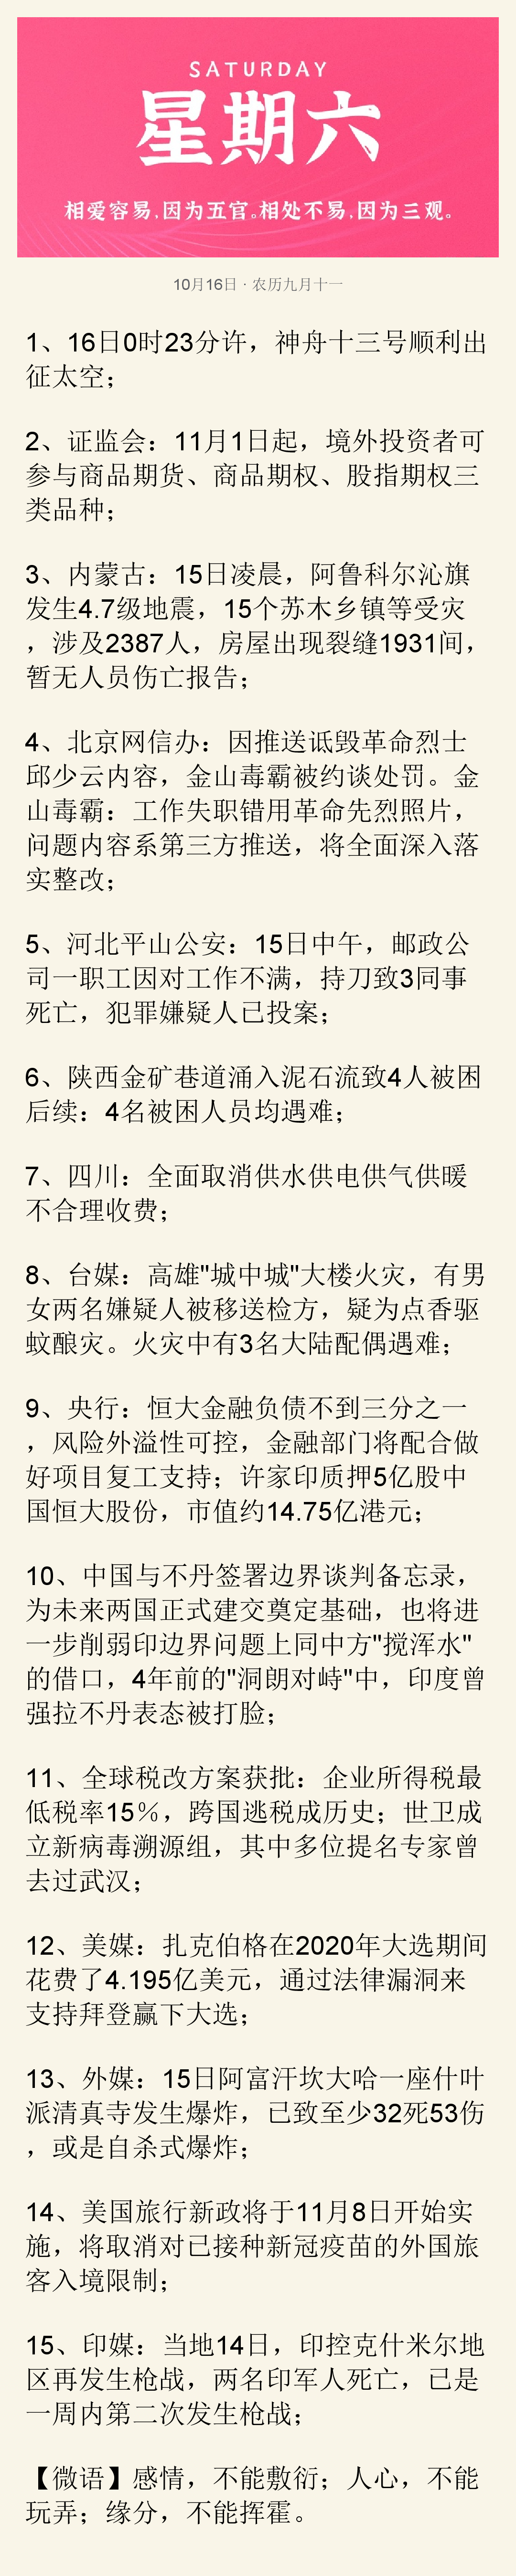 SATURDAY
星期六
相爱容易,因为五官。相处不易,因为三观。
10月16日 · 农历九月十一
1、16日0时23分许，神舟十三号顺利出
征太空；
2、证监会：11月1日起，境外投资者可
参与商品期货、商品期权、股指期权三
类品种；
3、内蒙古：15日凌晨，阿鲁科尔沁旗
发生4.7级地震，15个苏木乡镇等受灾
，涉及2387人，房屋出现裂缝1931间，
暂无人员伤亡报告；
4、北京网信办：因推送诋毁革命烈士
邱少云内容，金山毒霸被约谈处罚。金
山毒霸：工作失职错用革命先烈照片，
问题内容系第三方推送，将全面深入落
实整改；
5、河北平山公安：15日中午，邮政公
司一职工因对工作不满，持刀致3同事
死亡，犯罪嫌疑人已投案；
6、陕西金矿巷道涌入泥石流致4人被困
后续：4名被困人员均遇难；
7、四川：全面取消供水供电供气供暖
不合理收费；
8、台媒：高雄"城中城"大楼火灾，有男
女两名嫌疑人被移送检方，疑为点香驱
蚊酿灾。火灾中有3名大陆配偶遇难；
9、央行：恒大金融负债不到三分之一
，风险外溢性可控，金融部门将配合做
好项目复工支持；许家印质押5亿股中
国恒大股份，市值约14.75亿港元；
10、中国与不丹签署边界谈判备忘录，
为未来两国正式建交奠定基础，也将进
一步削弱印边界问题上同中方"搅浑水"
的借口，4年前的"洞朗对峙"中，印度曾
强拉不丹表态被打脸；
11、全球税改方案获批：企业所得税最
低税率15%，跨国逃税成历史；世卫成
立新病毒溯源组，其中多位提名专家曾
去过武汉；
12、美媒：扎克伯格在2020年大选期间
花费了4.195亿美元，通过法律漏洞来
支持拜登赢下大选；
13、外媒：15日阿富汗坎大哈一座什叶
派清真寺发生爆炸，已致至少32死53伤
，或是自杀式爆炸；
14、美国旅行新政将于11月8日开始实
施，将取消对已接种新冠疫苗的外国旅
客入境限制；
15、印媒：当地14日，印控克什米尔地
区再发生枪战，两名印军人死亡，已是
一周内第二次发生枪战；
【微语】感情，不能敷衍；人心，不能
玩弄；缘分，不能挥霍。